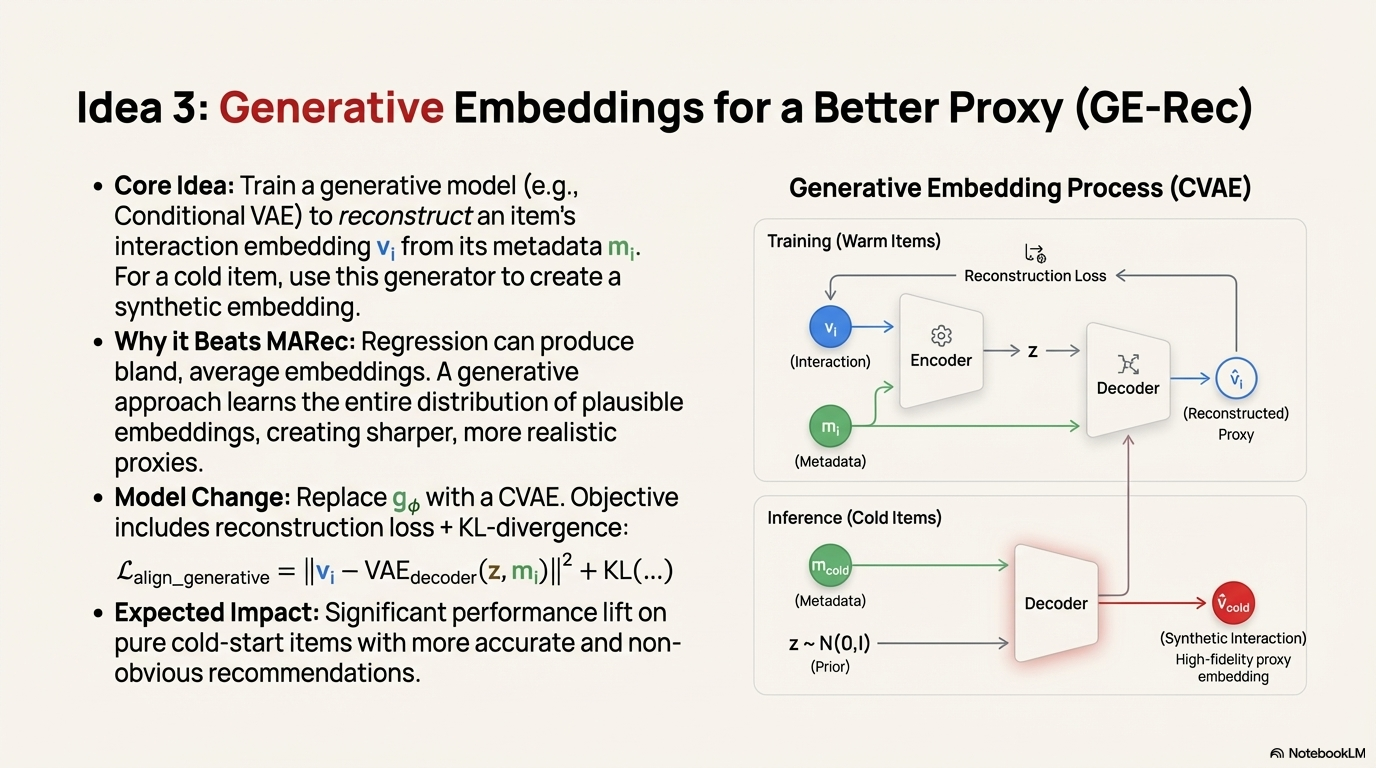 Idea 3: Generative Embeddings for a Better Proxy (GE-Rec)
• Core Idea: Train a generative model (e.g.,
Conditional VAE) to reconstruct an item's
interaction embedding vᵢ from its metadata mᵢ.
For a cold item, use this generator to create a
synthetic embedding.
• Why it Beats MARec: Regression can produce
bland, average embeddings. A generative
approach learns the entire distribution of plausible
embeddings, creating sharper, more realistic
proxies.
• Model Change: Replace g_ϕ with a CVAE. Objective
includes reconstruction loss + KL-divergence:
ℒ_align_generative = ||vᵢ − VAE_decoder(z, mᵢ)||² + KL(...)
• Expected Impact: Significant performance lift on
pure cold-start items with more accurate and non-
obvious recommendations.
Generative Embedding Process (CVAE)
Training (Warm Items)
Reconstruction Loss
vᵢ
(Interaction)
Encoder
z
Decoder
v̂ᵢ
(Reconstructed)
Proxy
mᵢ
(Metadata)
Inference (Cold Items)
m_cold
(Metadata)
z ~ N(0,I)
(Prior)
Decoder
v̂_cold
(Synthetic Interaction)
High-fidelity proxy
embedding
NotebookLM